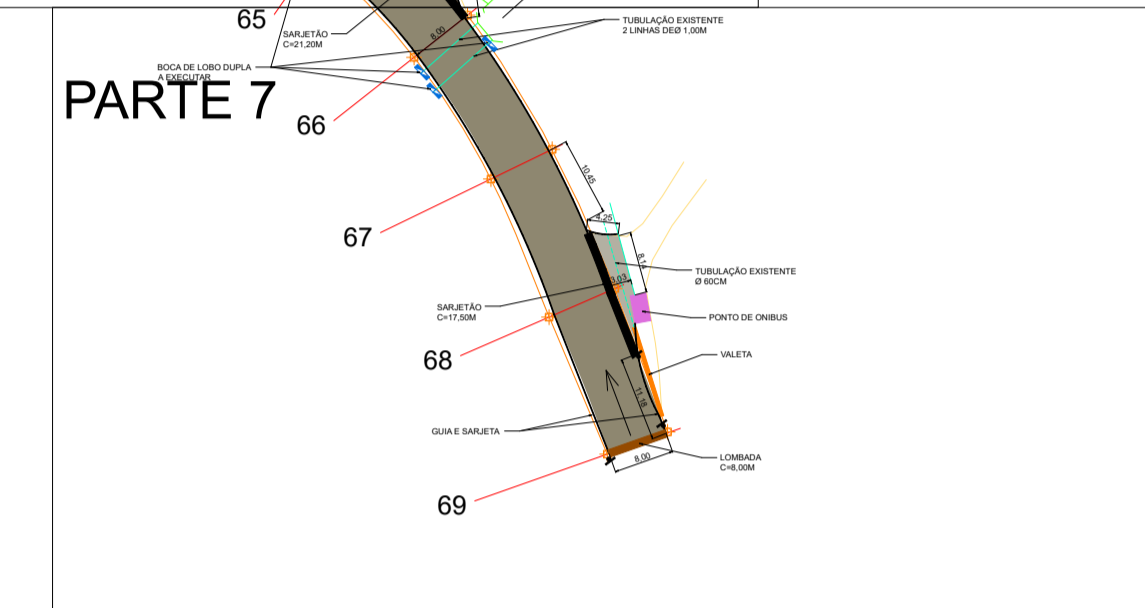 65
SARJETÃO
C=21,20M
8.00
TUBULAÇÃO EXISTENTE
2 LINHAS DEØ 1,00M
BOCA DE LOBO DUPLA
A EXECUTAR
PARTE 7
66
10.45
67
4.25
8.14
TUBULAÇÃO EXISTENTE
Ø 60CM
3.03
SARJETÃO
C=17,50M
PONTO DE ONIBUS
68
VALETA
11.18
GUIA E SARJETA
LOMBADA
C=8,00M
8.00
69